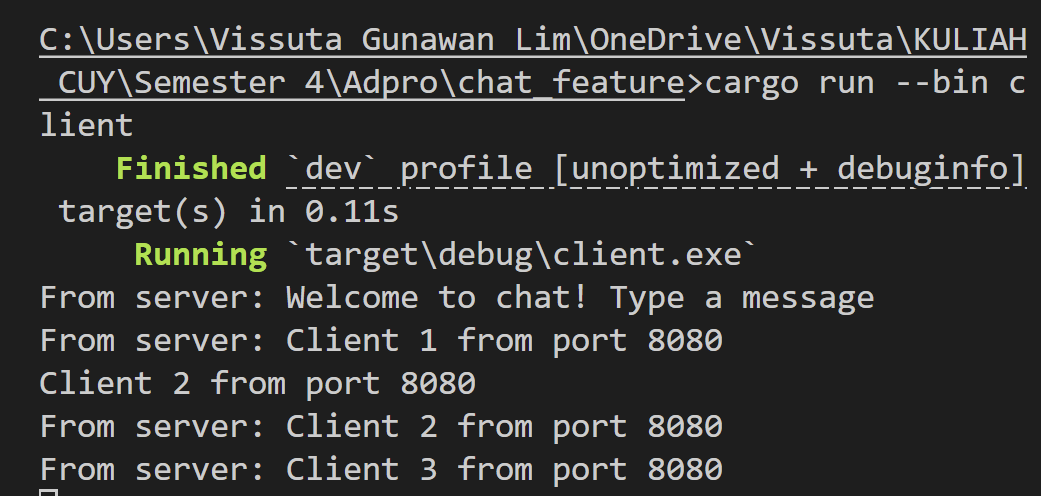 C:\Users\Vissuta Gunawan Lim\OneDrive\Vissuta\KULIAH
 CUY\Semester 4\Adpro\chat_feature>cargo run --bin c
lient
    Finished `dev` profile [unoptimized + debuginfo]
 target(s) in 0.11s
     Running `target\debug\client.exe`
From server: Welcome to chat! Type a message
From server: Client 1 from port 8080
Client 2 from port 8080
From server: Client 2 from port 8080
From server: Client 3 from port 8080